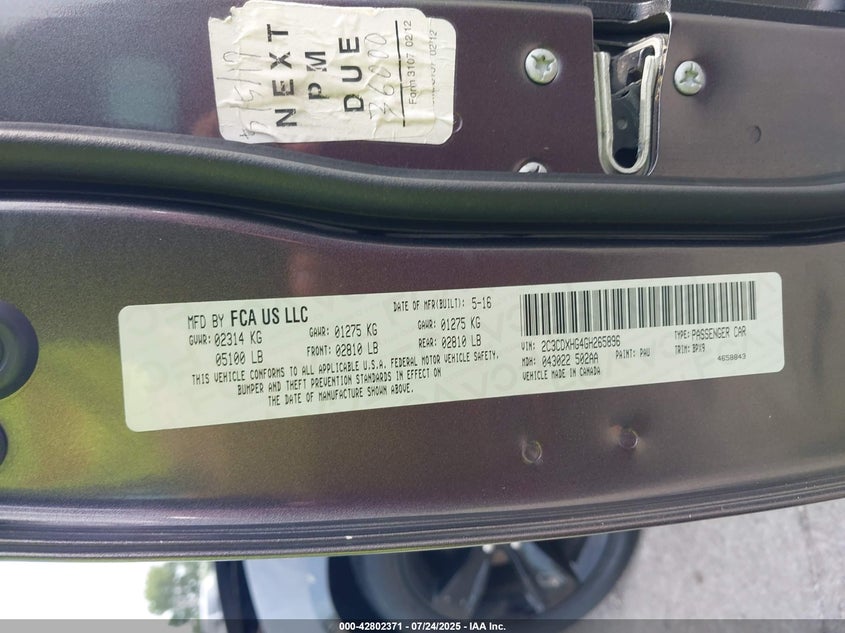 NEXT
PM
DUE
36000
Form 3107 02/12
MFD BY FCA US LLC
DATE OF MFR(BUILT): 5-16
GVWR: 02314 KG
05100 LB
GAWR: 01275 KG
FRONT: 02810 LB
GAWR: 01275 KG
REAR: 02810 LB
THIS VEHICLE CONFORMS TO ALL APPLICABLE U.S.A. FEDERAL MOTOR VEHICLE SAFETY,
BUMPER AND THEFT PREVENTION STANDARDS IN EFFECT ON
THE DATE OF MANUFACTURE SHOWN ABOVE.
VIN: 2C3CDXHG4GH265896
TYPE: PASSENGER CAR
MDH: 043022 502AA
PAINT: PAU
TRIM: BPX9
VEHICLE MADE IN CANADA
4658843
000-42802371 - 07/24/2025 - IAA Inc.